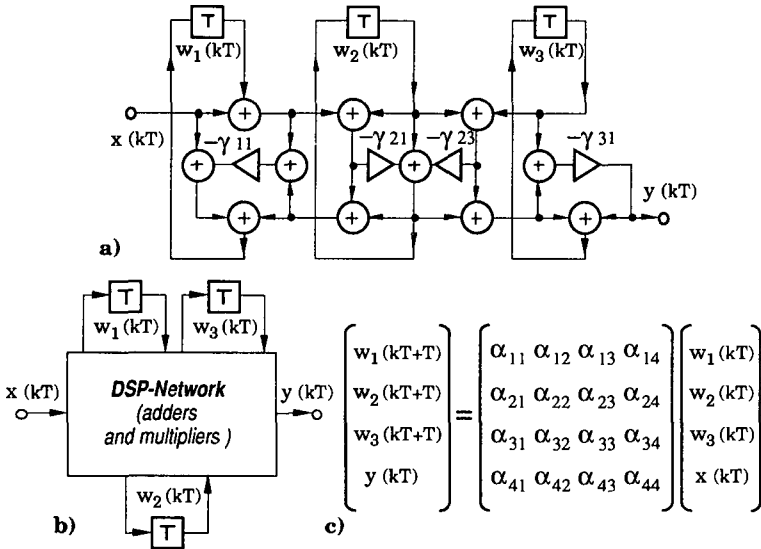 T T T
w1(kT) w2(kT) w3(kT)
+ + +
x (kT)
−γ 11 −γ 21 −γ 23 −γ 31
+ + + +
y (kT)
+ + + +
a)
T T
w1(kT) w3(kT)
x (kT) DSP-Network y (kT)
(adders
and multipliers )
w2(kT)
T
b)
w1(kT+T) α11 α12 α13 α14 w1(kT)
w2(kT+T) = α21 α22 α23 α24 w2(kT)
w3(kT+T) α31 α32 α33 α34 w3(kT)
y (kT) α41 α42 α43 α44 x (kT)
c)